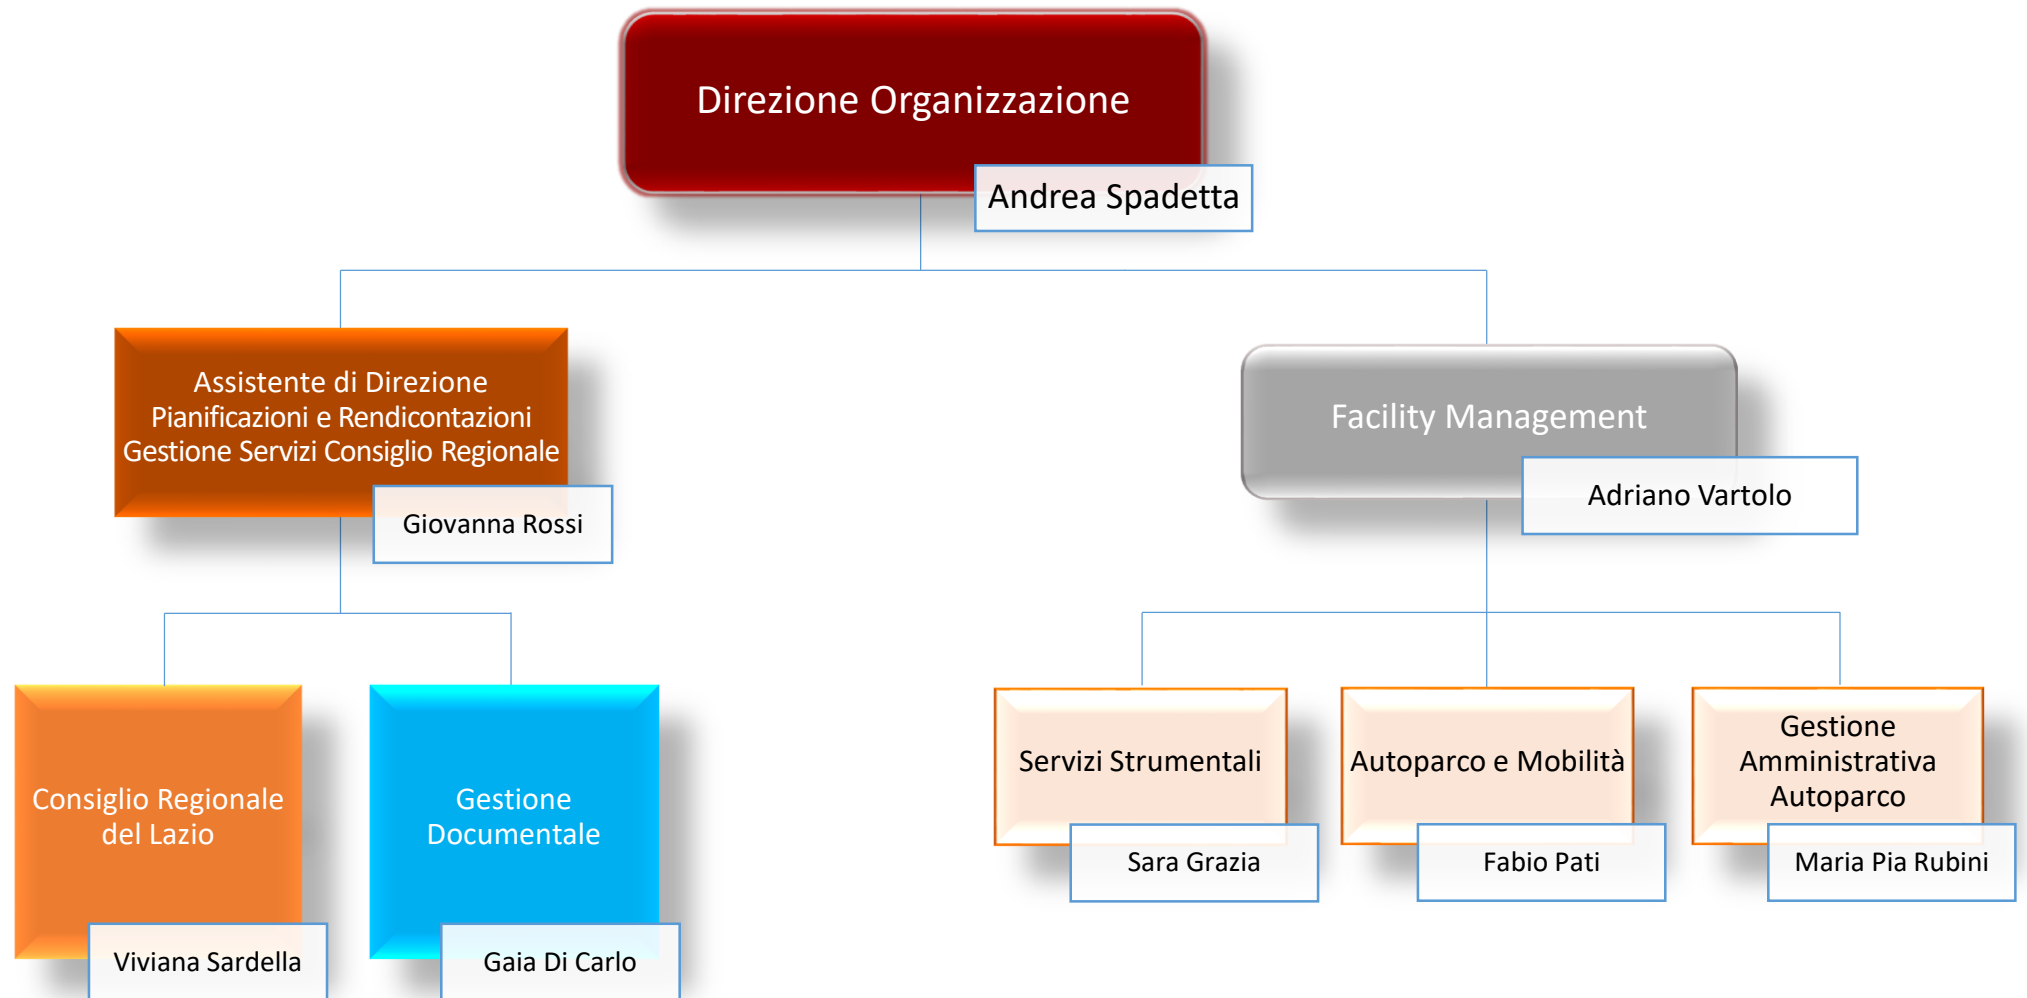 Direzione Organizzazione
Andrea Spadetta
Assistente di Direzione
Pianificazioni e Rendicontazioni
Gestione Servizi Consiglio Regionale
Giovanna Rossi
Facility Management
Adriano Vartolo
Consiglio Regionale
del Lazio
Viviana Sardella
Gestione
Documentale
Gaia Di Carlo
Servizi Strumentali
Sara Grazia
Autoparco e Mobilità
Fabio Pati
Gestione
Amministrativa
Autoparco
Maria Pia Rubini